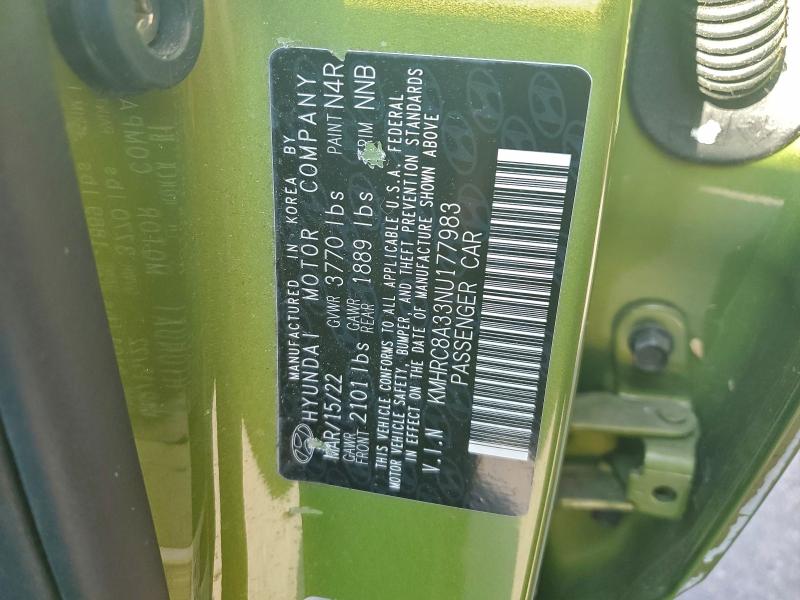 MANUFACTURED IN KOREA BY
HYUNDAI MOTOR COMPANY
MAR/15/22 GVWR 3770 lbs PAINT N4R
GAWR FRONT 2101 lbs GAWR REAR 1889 lbs TRIM NNB
THIS VEHICLE CONFORMS TO ALL APPLICABLE U.S.A. FEDERAL
MOTOR VEHICLE SAFETY, BUMPER, AND THEFT PREVENTION STANDARDS
IN EFFECT ON THE DATE OF MANUFACTURE SHOWN ABOVE
V.I.N KMHRC8A33NU177983
PASSENGER CAR